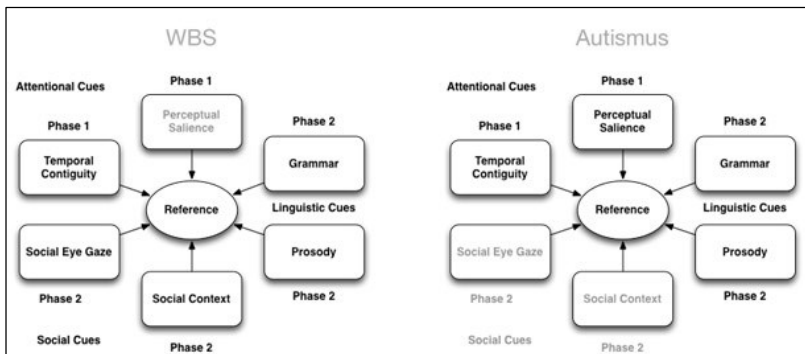 WBS
Attentional Cues
Phase 1
Perceptual
Salience
Phase 1
Temporal
Contiguity
Phase 2
Grammar
Reference
Linguistic Cues
Social Eye Gaze
Phase 2
Social Context
Phase 2
Prosody
Phase 2
Social Cues
Autismus
Attentional Cues
Phase 1
Perceptual
Salience
Phase 1
Temporal
Contiguity
Phase 2
Grammar
Reference
Linguistic Cues
Social Eye Gaze
Phase 2
Social Context
Phase 2
Prosody
Phase 2
Social Cues